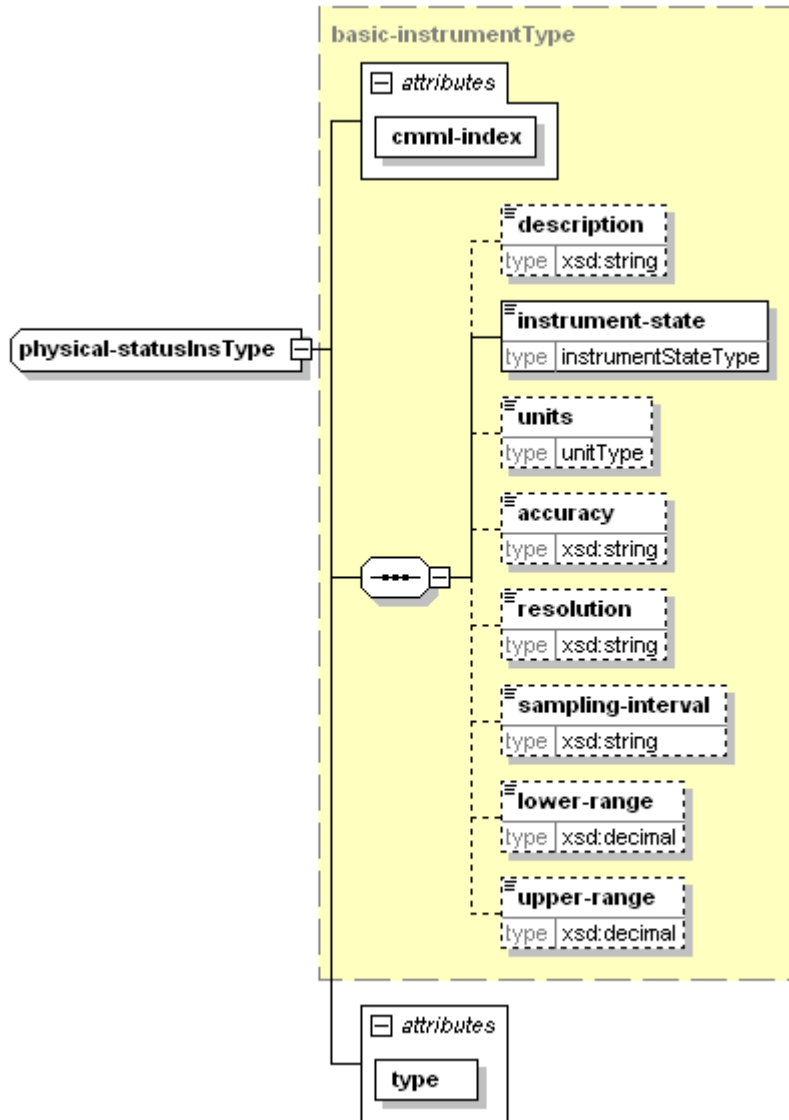 basic-instrumentType
attributes
cmml-index
description
type xsd:string
physical-statusInsType
instrument-state
type instrumentStateType
units
type unitType
accuracy
type xsd:string
resolution
type xsd:string
sampling-interval
type xsd:string
lower-range
type xsd:decimal
upper-range
type xsd:decimal
attributes
type